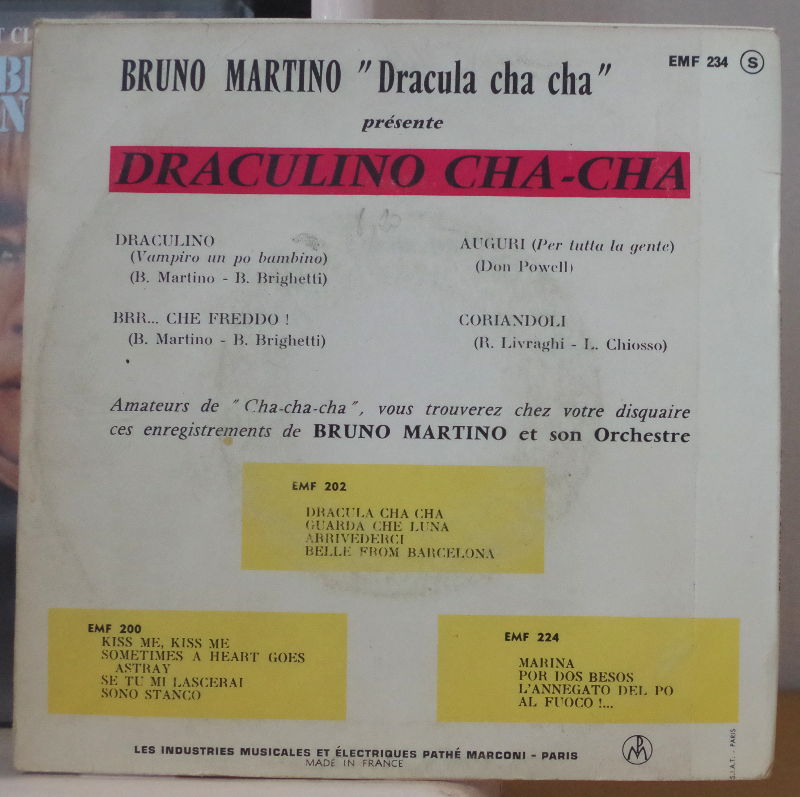 BRUNO MARTINO "Dracula cha cha"
EMF 234 S
présente
DRACULINO CHA-CHA
DRACULINO
(Vampiro un po bambino)
(B. Martino - B. Brighetti)
AUGURI (Per tutta la gente)
(Don Powell)
BRR... CHE FREDDO !
(B. Martino - B. Brighetti)
CORIANDOLI
(R. Livraghi - L. Chiosso)
Amateurs de "Cha-cha-cha", vous trouverez chez votre disquaire
ces enregistrements de BRUNO MARTINO et son Orchestre
EMF 202
DRACULA CHA CHA
GUARDA CHE LUNA
ARRIVEDERCI
BELLE FROM BARCELONA
EMF 200
KISS ME, KISS ME
SOMETIMES A HEART GOES
ASTRAY
SE TU MI LASCERAI
SONO STANCO
EMF 224
MARINA
POR DOS BESOS
L'ANNEGATO DEL PO
AL FUOCO !...
LES INDUSTRIES MUSICALES ET ÉLECTRIQUES PATHÉ MARCONI - PARIS
MADE IN FRANCE
S.I.A.T. - PARIS